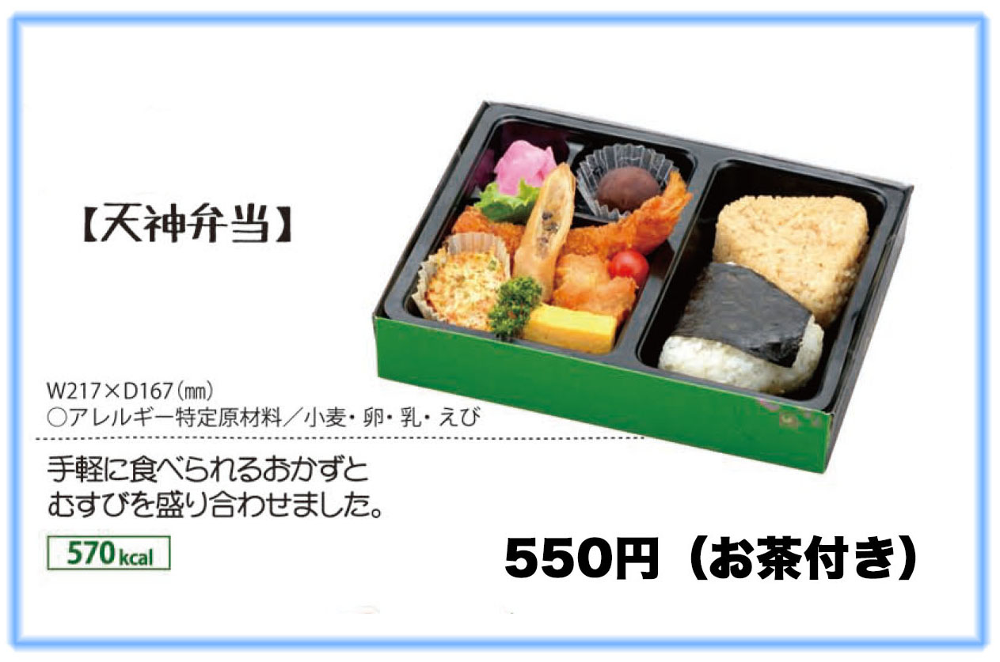 【天神弁当】
W217×D167（㎜）
○アレルギー特定原材料／小麦・卵・乳・えび
手軽に食べられるおかずと
むすびを盛り合わせました。
570kcal
550円（お茶付き）